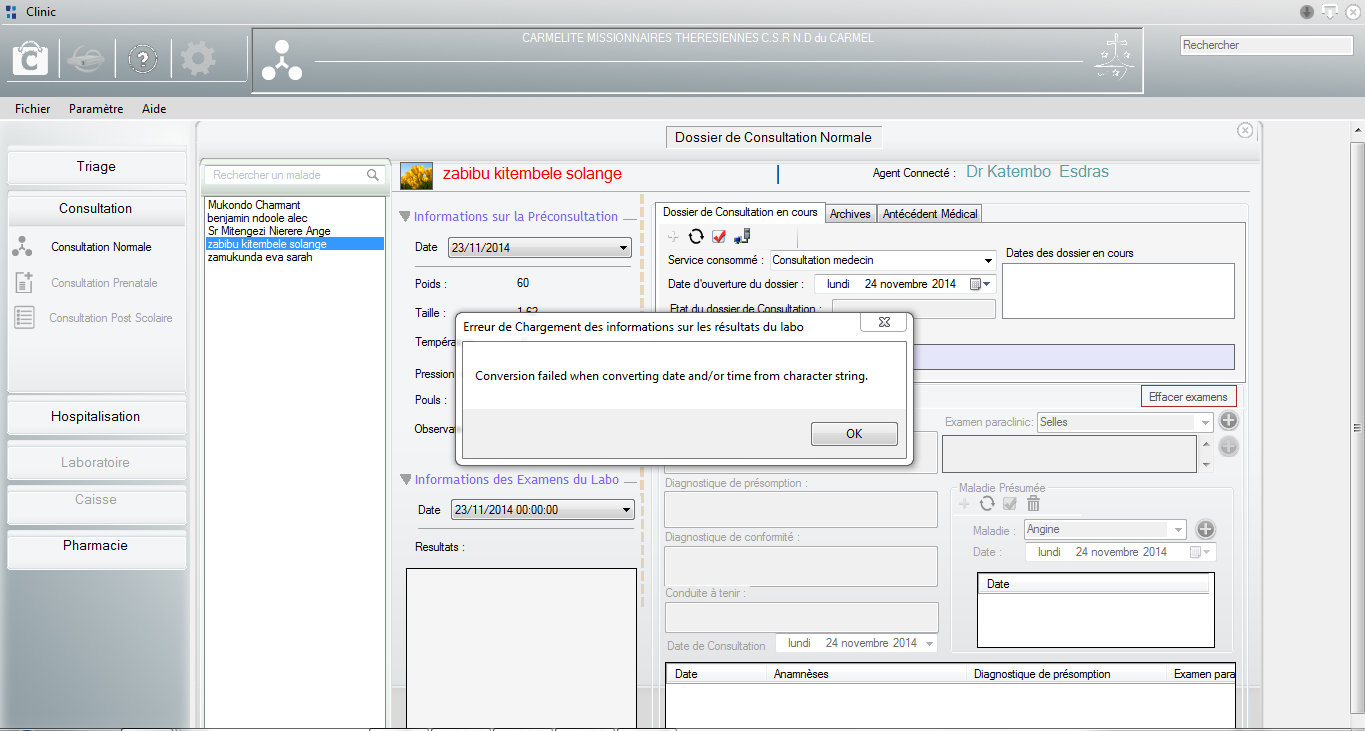 Clinic
CARMELITE MISSIONNAIRES THERESIENNES C.S.R N.D du CARMEL
Rechercher
Fichier Paramètre Aide
Dossier de Consultation Normale
Triage
Consultation
Consultation Normale
Consultation Prenatale
Consultation Post Scolaire
Hospitalisation
Laboratoire
Caisse
Pharmacie
Rechercher un malade
Mukondo Chamant
benjamin ndoole alec
Sr Mitengezi Nierere Ange
zabibu kitembele solange
zamukunda eva sarah
zabibu kitembele solange
Agent Connecté : Dr Katembo Esdras
Informations sur la Préconsultation
Date 23/11/2014
Poids : 60
Taille : 1.62
Tempéra
Pression
Pouls :
Observat
Informations des Examens du Labo
Date 23/11/2014 00:00:00
Resultats :
Dossier de Consultation en cours Archives Antécédent Médical
Service consommé : Consultation medecin
Date d'ouverture du dossier : lundi 24 novembre 2014
Etat du dossier de Consultation :
Dates des dossier en cours
Erreur de Chargement des informations sur les résultats du labo
Conversion failed when converting date and/or time from character string.
OK
Effacer examens
Examen paraclinic: Selles
Diagnostique de présomption :
Diagnostique de conformité :
Conduite à tenir :
Date de Consultation lundi 24 novembre 2014
Maladie Présumée
Maladie : Angine
Date : lundi 24 novembre 2014
Date
Date Anamnèses Diagnostique de présomption Examen para